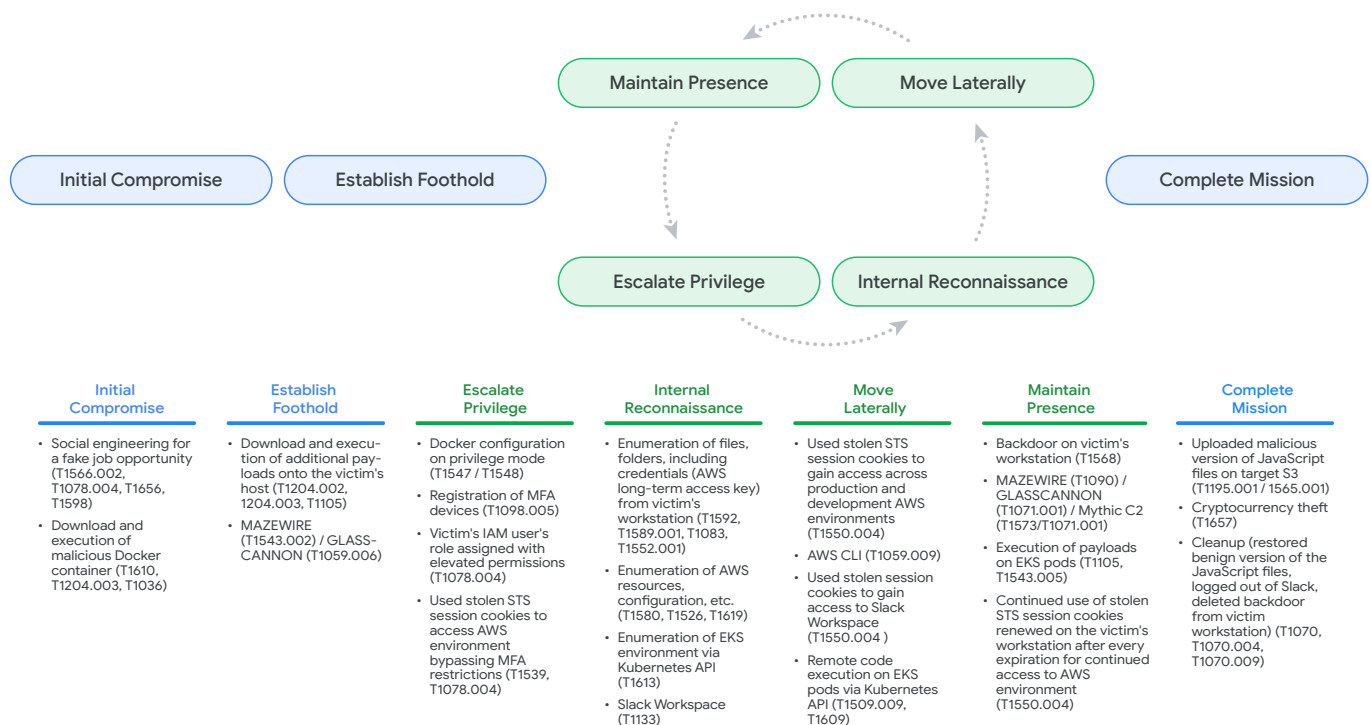 Maintain Presence
Move Laterally
Initial Compromise
Establish Foothold
Complete Mission
Escalate Privilege
Internal Reconnaissance
Initial
Compromise
• Social engineering for
a fake job opportunity
(T1566.002,
T1078.004, T1656,
T1598)
• Download and
execution of
malicious Docker
container (T1610,
T1204.003, T1036)
Establish
Foothold
• Download and execu-
tion of additional pay-
loads onto the victim's
host (T1204.002,
1204.003, T1105)
• MAZEWIRE
(T1543.002) / GLASS-
CANNON (T1059.006)
Escalate
Privilege
• Docker configuration
on privilege mode
(T1547 / T1548)
• Registration of MFA
devices (T1098.005)
• Victim's IAM user's
role assigned with
elevated permissions
(T1078.004)
• Used stolen STS
session cookies to
access AWS
environment
bypassing MFA
restrictions (T1539,
T1078.004)
Internal
Reconnaissance
• Enumeration of files,
folders, including
credentials (AWS
long-term access key)
from victim's
workstation (T1592,
T1589.001, T1083,
T1552.001)
• Enumeration of AWS
resources,
configuration, etc.
(T1580, T1526, T1619)
• Enumeration of EKS
environment via
Kubernetes API
(T1613)
• Slack Workspace
(T1133)
Move
Laterally
• Used stolen STS
session cookies to
gain access across
production and
development AWS
environments
(T1550.004)
• AWS CLI (T1059.009)
• Used stolen session
cookies to gain
access to Slack
Workspace
(T1550.004 )
• Remote code
execution on EKS
pods via Kubernetes
API (T1509.009,
T1609)
Maintain
Presence
• Backdoor on victim's
workstation (T1568)
• MAZEWIRE (T1090) /
GLASSCANNON
(T1071.001) / Mythic C2
(T1573/T1071.001)
• Execution of payloads
on EKS pods (T1105,
T1543.005)
• Continued use of stolen
STS session cookies
renewed on the victim's
workstation after every
expiration for continued
access to AWS
environment
(T1550.004)
Complete
Mission
• Uploaded malicious
version of JavaScript
files on target S3
(T1195.001 / 1565.001)
• Cryptocurrency theft
(T1657)
• Cleanup (restored
benign version of the
JavaScript files,
logged out of Slack,
deleted backdoor
from victim
workstation) (T1070,
T1070.004,
T1070.009)